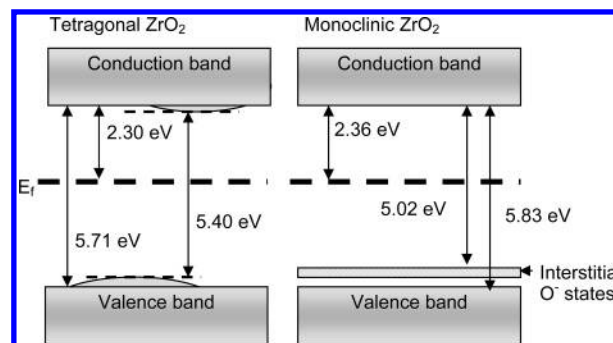 Tetragonal ZrO₂
Monoclinic ZrO₂
Conduction band
Conduction band
2.30 eV
2.36 eV
E_f
5.40 eV
5.02 eV
5.83 eV
5.71 eV
Interstitia
O⁻ states
Valence band
Valence band